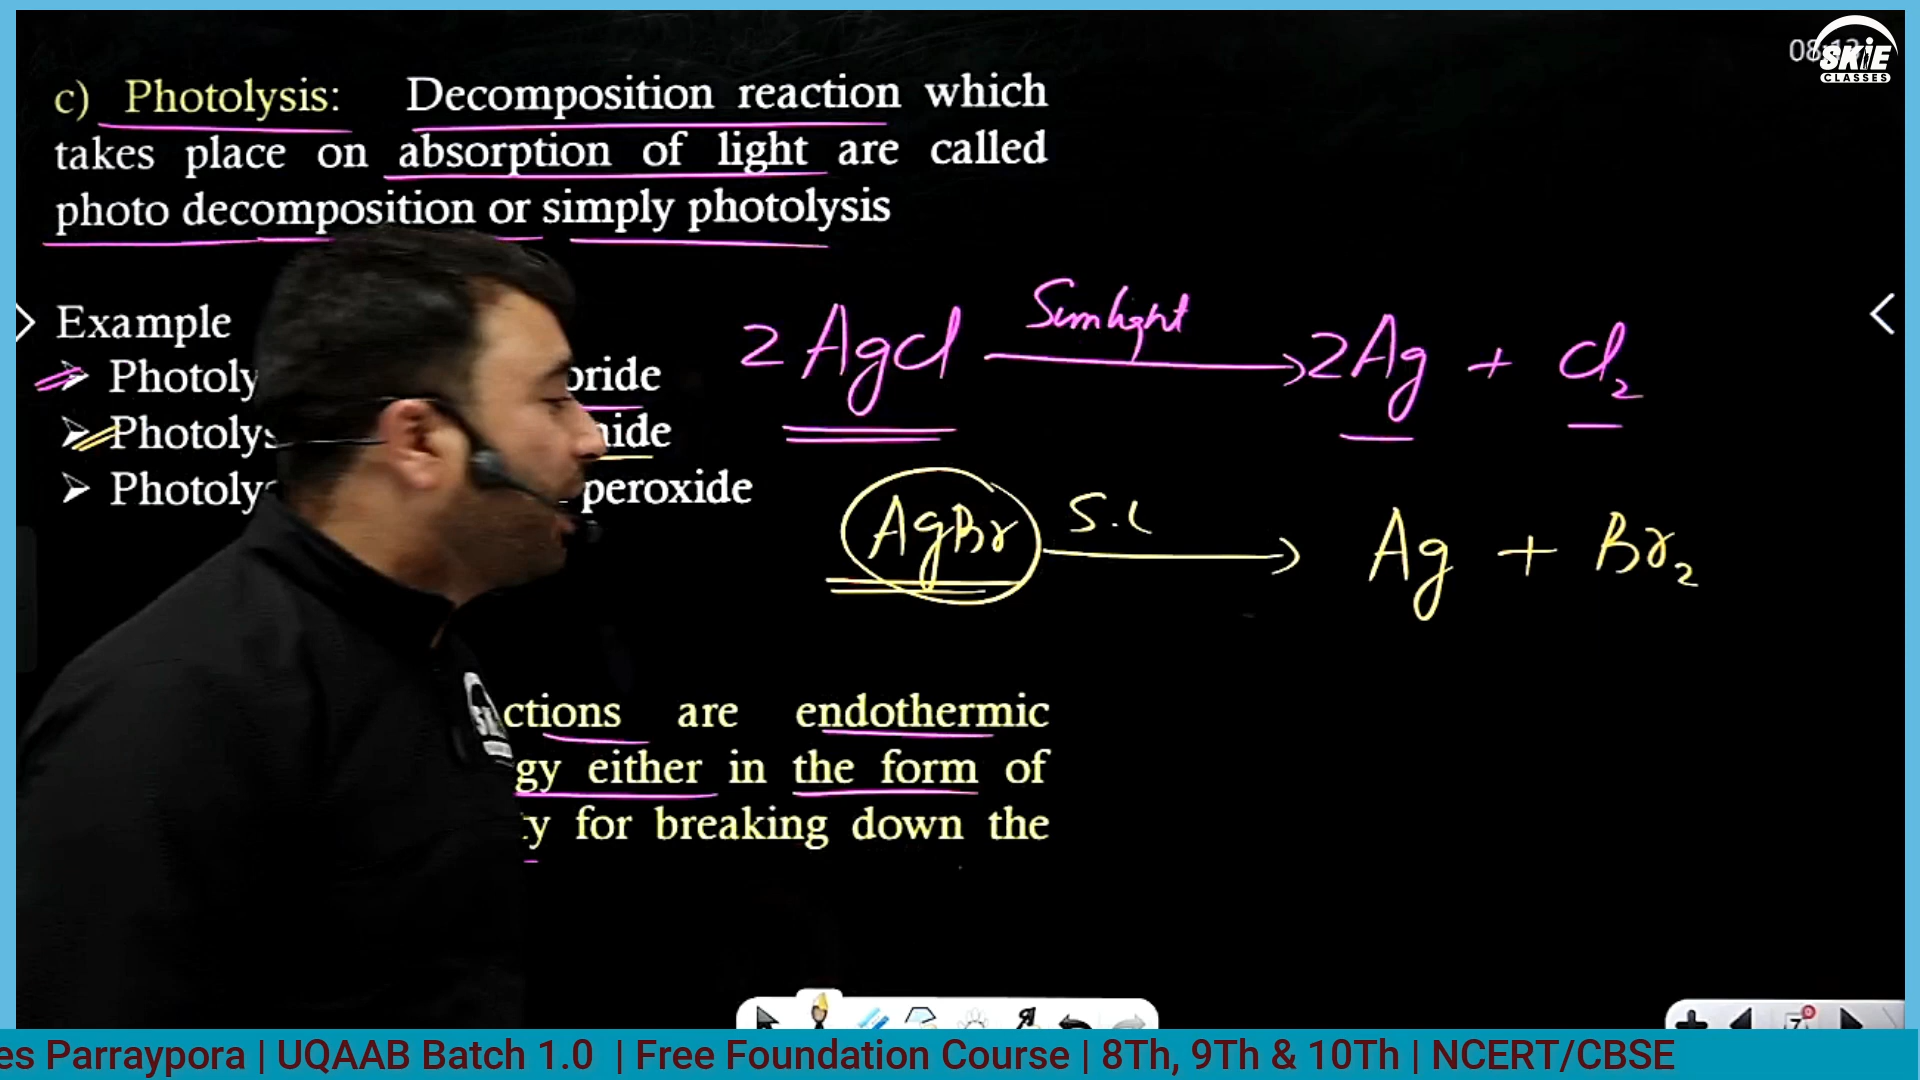 c) Photolysis: Decomposition reaction which
takes place on absorption of light are called
photo decomposition or simply photolysis
SKiE
CLASSES
Example
Photoly oride
Photolys ide
Photoly peroxide
2AgCl Sunlight 2Ag + Cl2
AgBr S.L Ag + Br2
ctions are endothermic
gy either in the form of
y for breaking down the
es Parraypora | UQAAB Batch 1.0 | Free Foundation Course | 8Th, 9Th & 10Th | NCERT/CBSE